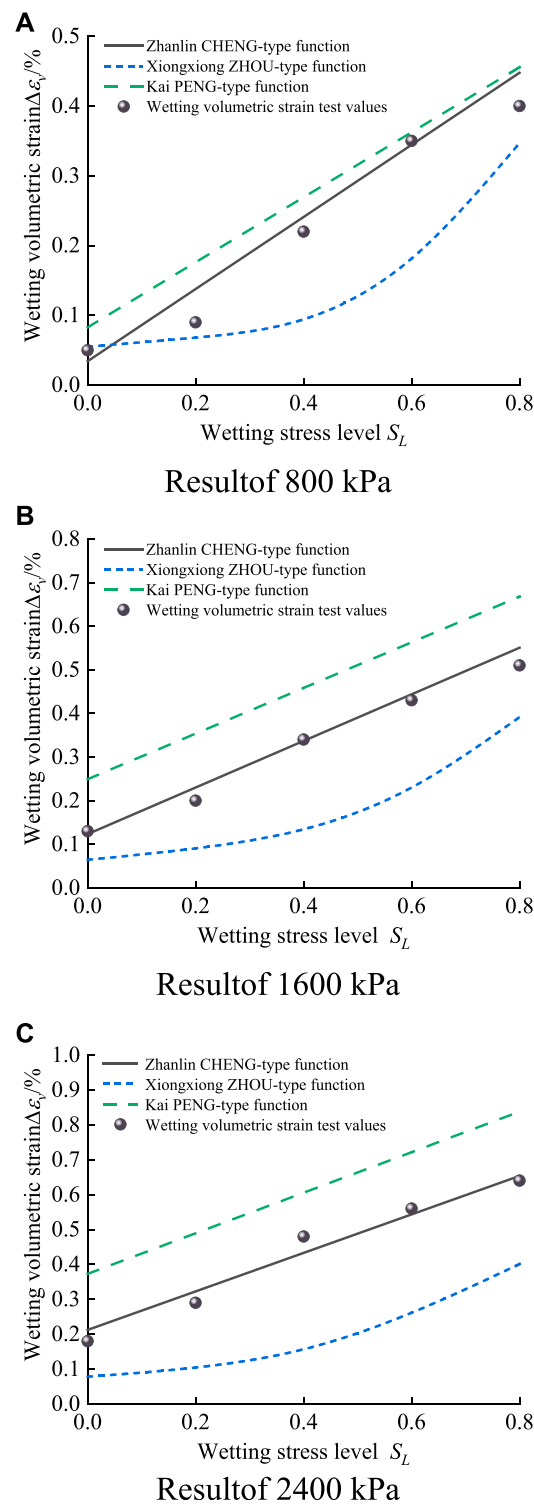 A
Zhanlin CHENG-type function
Xiongxiong ZHOU-type function
Kai PENG-type function
Wetting volumetric strain test values
Wetting volumetric strainΔεv/%
0.5
0.4
0.3
0.2
0.1
0.0
0.0 0.2 0.4 0.6 0.8
Wetting stress level SL
Resultof 800 kPa
B
Zhanlin CHENG-type function
Xiongxiong ZHOU-type function
Kai PENG-type function
Wetting volumetric strain test values
Wetting volumetric strainΔεv/%
0.8
0.7
0.6
0.5
0.4
0.3
0.2
0.1
0.0
0.0 0.2 0.4 0.6 0.8
Wetting stress level SL
Resultof 1600 kPa
C
Zhanlin CHENG-type function
Xiongxiong ZHOU-type function
Kai PENG-type function
Wetting volumetric strain test values
Wetting volumetric strainΔεv/%
1.0
0.9
0.8
0.7
0.6
0.5
0.4
0.3
0.2
0.1
0.0
0.0 0.2 0.4 0.6 0.8
Wetting stress level SL
Resultof 2400 kPa